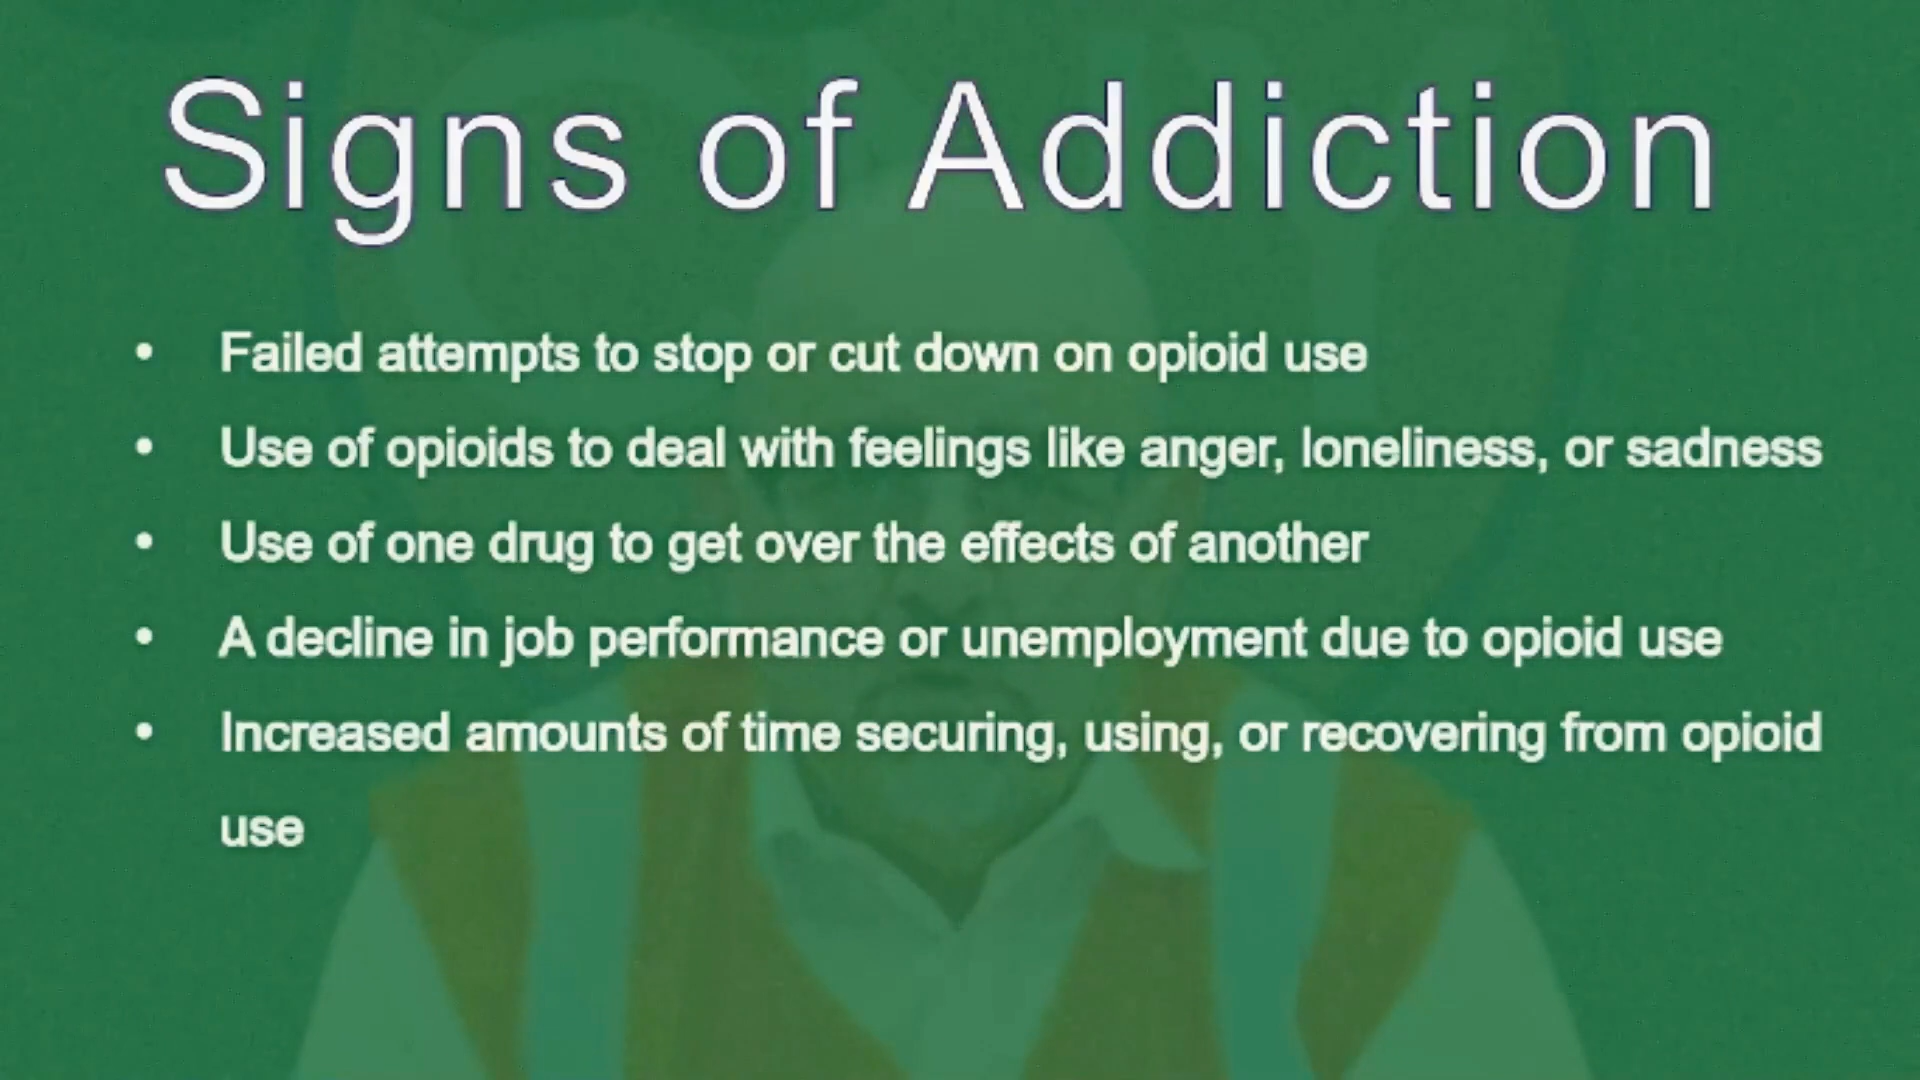 Signs of Addiction
• Failed attempts to stop or cut down on opioid use
• Use of opioids to deal with feelings like anger, loneliness, or sadness
• Use of one drug to get over the effects of another
• A decline in job performance or unemployment due to opioid use
• Increased amounts of time securing, using, or recovering from opioid
use